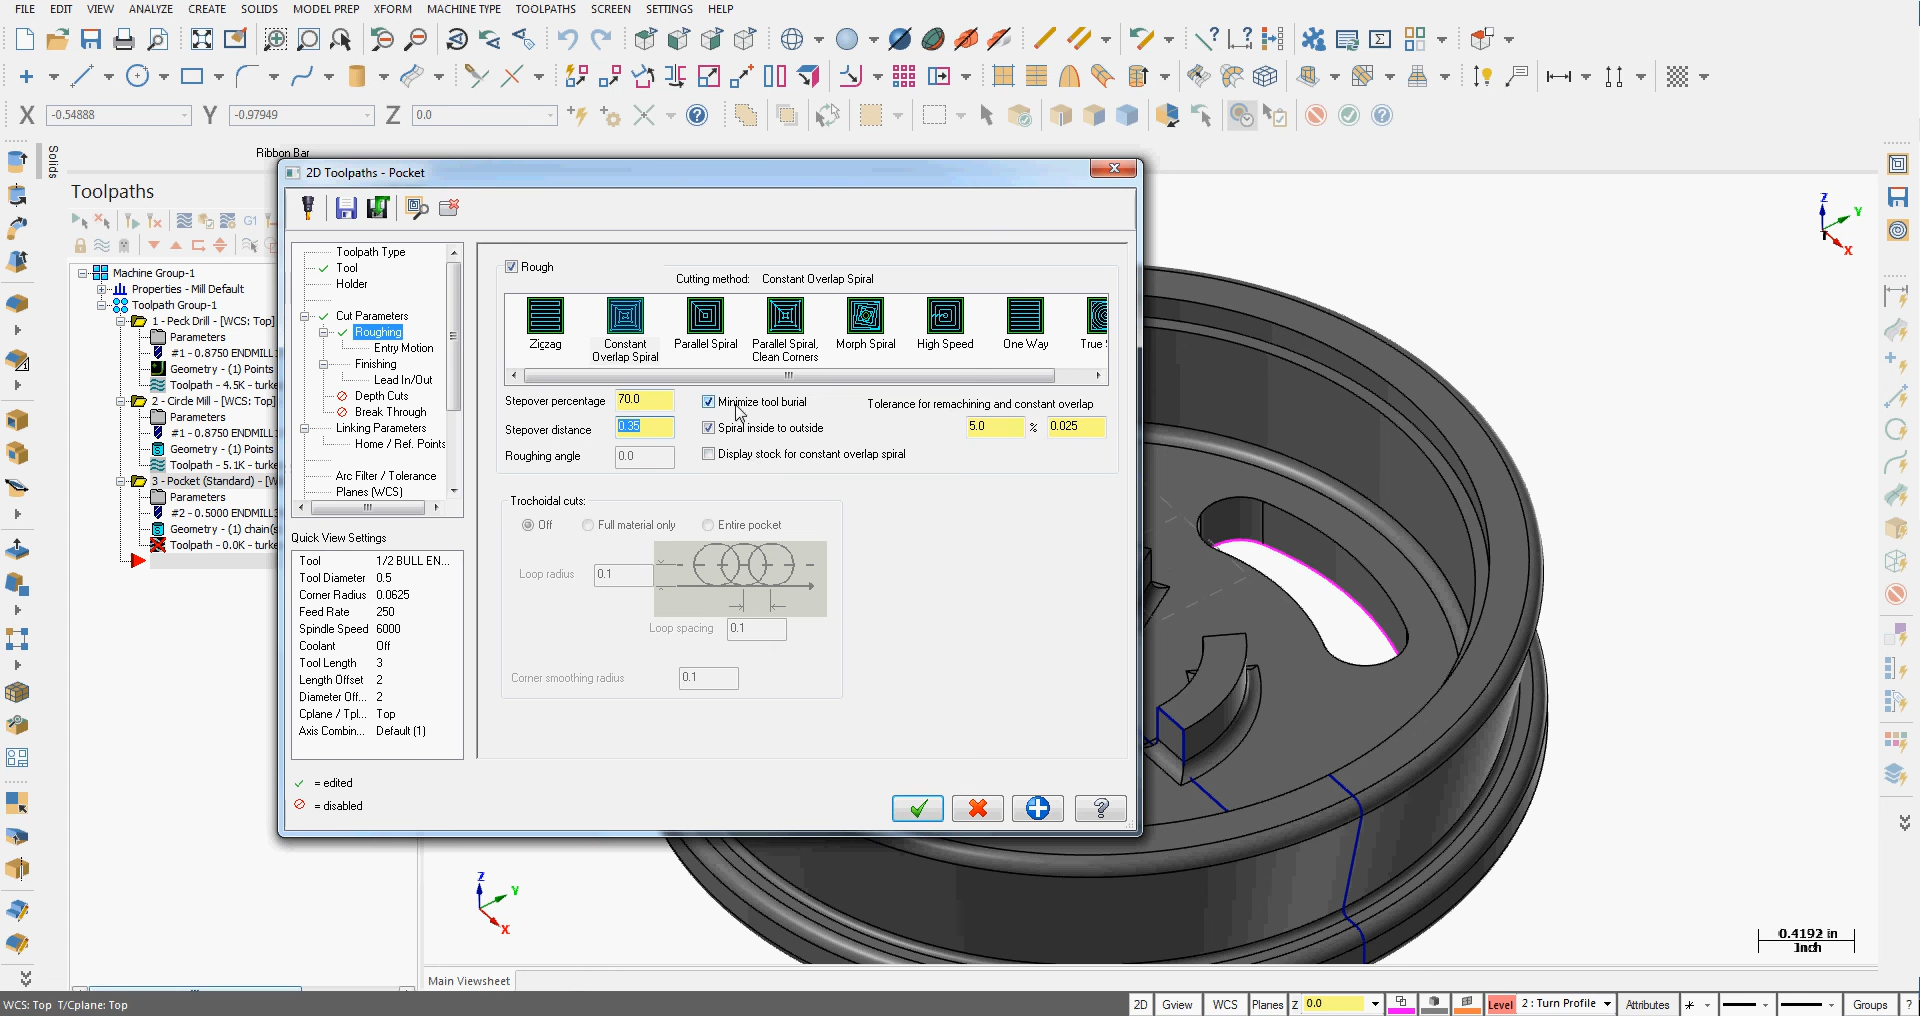 FILE EDIT VIEW ANALYZE CREATE SOLIDS MODEL PREP XFORM MACHINE TYPE TOOLPATHS SCREEN SETTINGS HELP
X -0.54888 Y -0.97949 Z 0.0
Solids
Ribbon Bar
Toolpaths
G1
Machine Group-1
Properties - Mill Default
Toolpath Group-1
1 - Peck Drill - [WCS: Top]
Parameters
#1 - 0.8750 ENDMILL
Geometry - (1) Points
Toolpath - 4.5K - turke
2 - Circle Mill - [WCS: Top]
Parameters
#1 - 0.8750 ENDMILL
Geometry - (1) Points
Toolpath - 5.1K - turke
3 - Pocket (Standard) - [W
Parameters
#2 - 0.5000 ENDMILL
Geometry - (1) chain(s
Toolpath - 0.0K - turke
2D Toolpaths - Pocket
Toolpath Type
Tool
Holder
Cut Parameters
Roughing
Entry Motion
Finishing
Lead In/Out
Depth Cuts
Break Through
Linking Parameters
Home / Ref. Points
Arc Filter / Tolerance
Planes (WCS)
Quick View Settings
Tool 1/2 BULL EN...
Tool Diameter 0.5
Corner Radius 0.0625
Feed Rate 250
Spindle Speed 6000
Coolant Off
Tool Length 3
Length Offset 2
Diameter Off... 2
Cplane / Tpl... Top
Axis Combin... Default (1)
= edited
= disabled
Rough
Cutting method: Constant Overlap Spiral
Zigzag
Constant Overlap Spiral
Parallel Spiral
Parallel Spiral, Clean Corners
Morph Spiral
High Speed
One Way
True
Stepover percentage 70.0
Minimize tool burial
Tolerance for remachining and constant overlap
Stepover distance 0.35
Spiral inside to outside
5.0 % 0.025
Roughing angle 0.0
Display stock for constant overlap spiral
Trochoidal cuts:
Off Full material only Entire pocket
Loop radius 0.1
Loop spacing 0.1
Corner smoothing radius 0.1
?
Z
Y
X
T
Z
Y
X
0.4192 in
Inch
Main Viewsheet
WCS: Top T/Cplane: Top
2D Gview WCS Planes Z 0.0 Level 2 : Turn Profile Attributes Groups ?